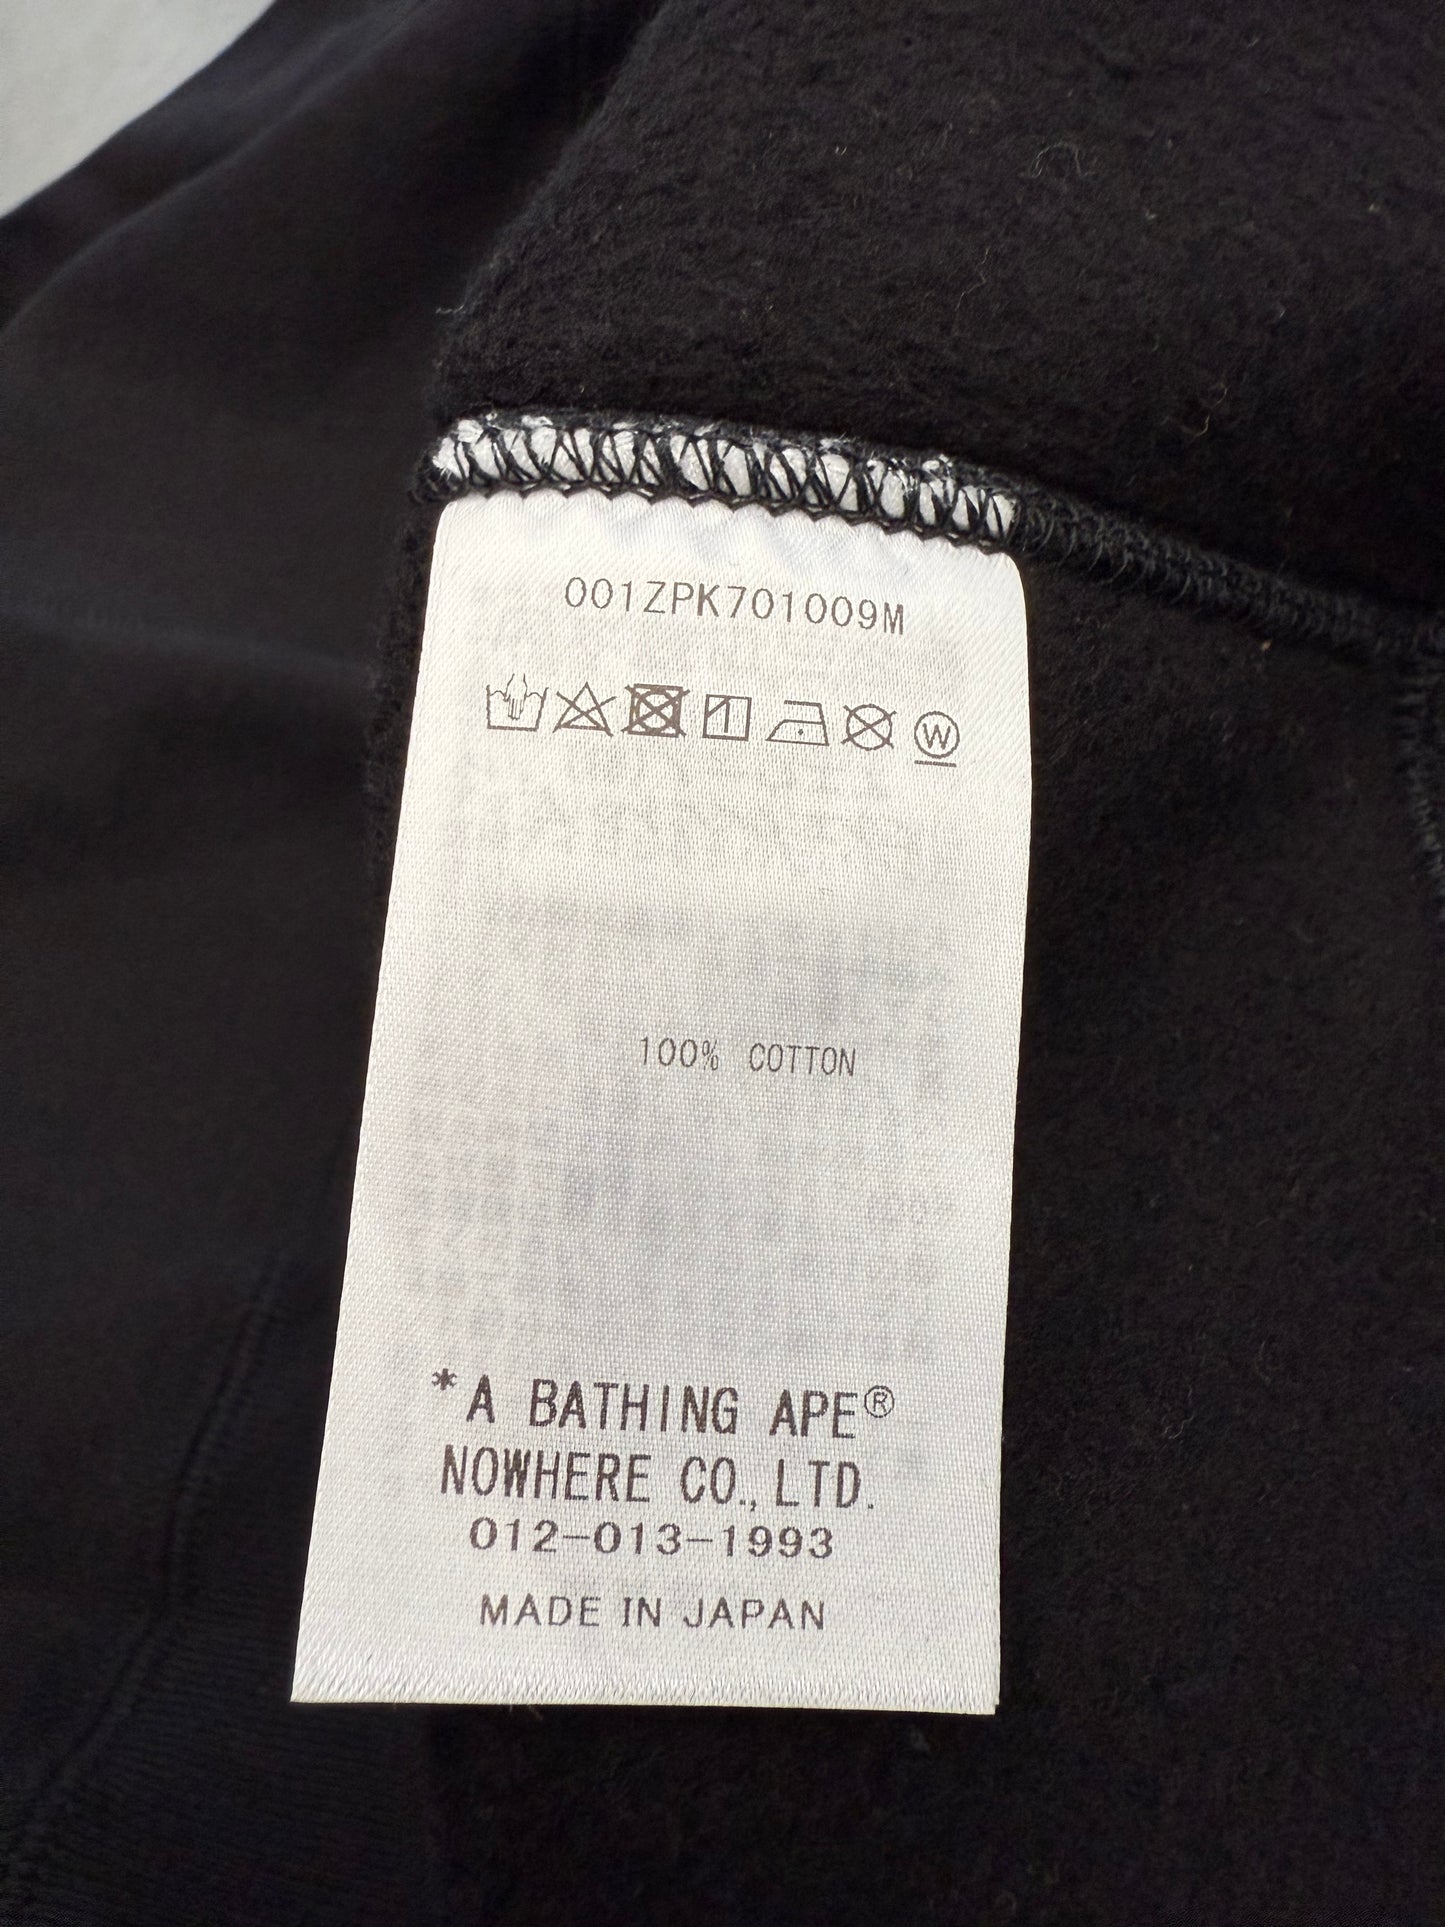 001ZPK701009M
W
100% COTTON
*A BATHING APE®
NOWHERE CO., LTD.
012-013-1993
MADE IN JAPAN